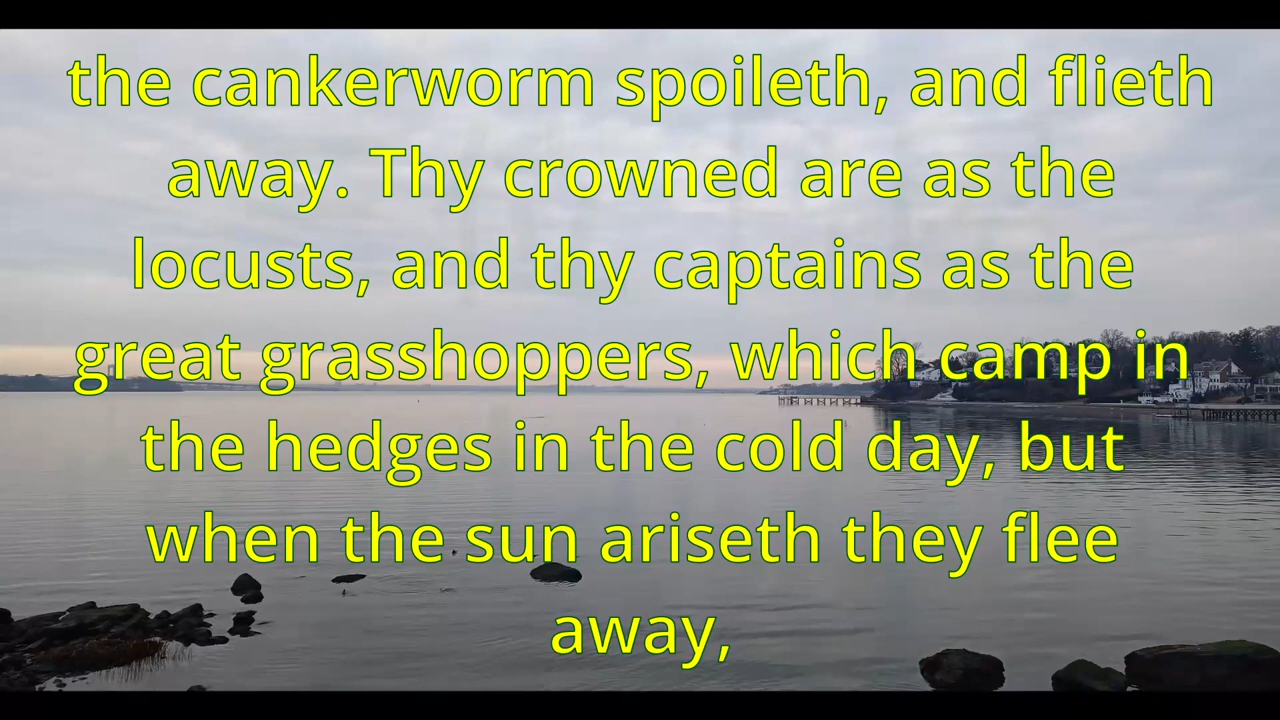 the cankerworm spoileth, and flieth
away. Thy crowned are as the
locusts, and thy captains as the
great grasshoppers, which camp in
the hedges in the cold day, but
when the sun ariseth they flee
away,